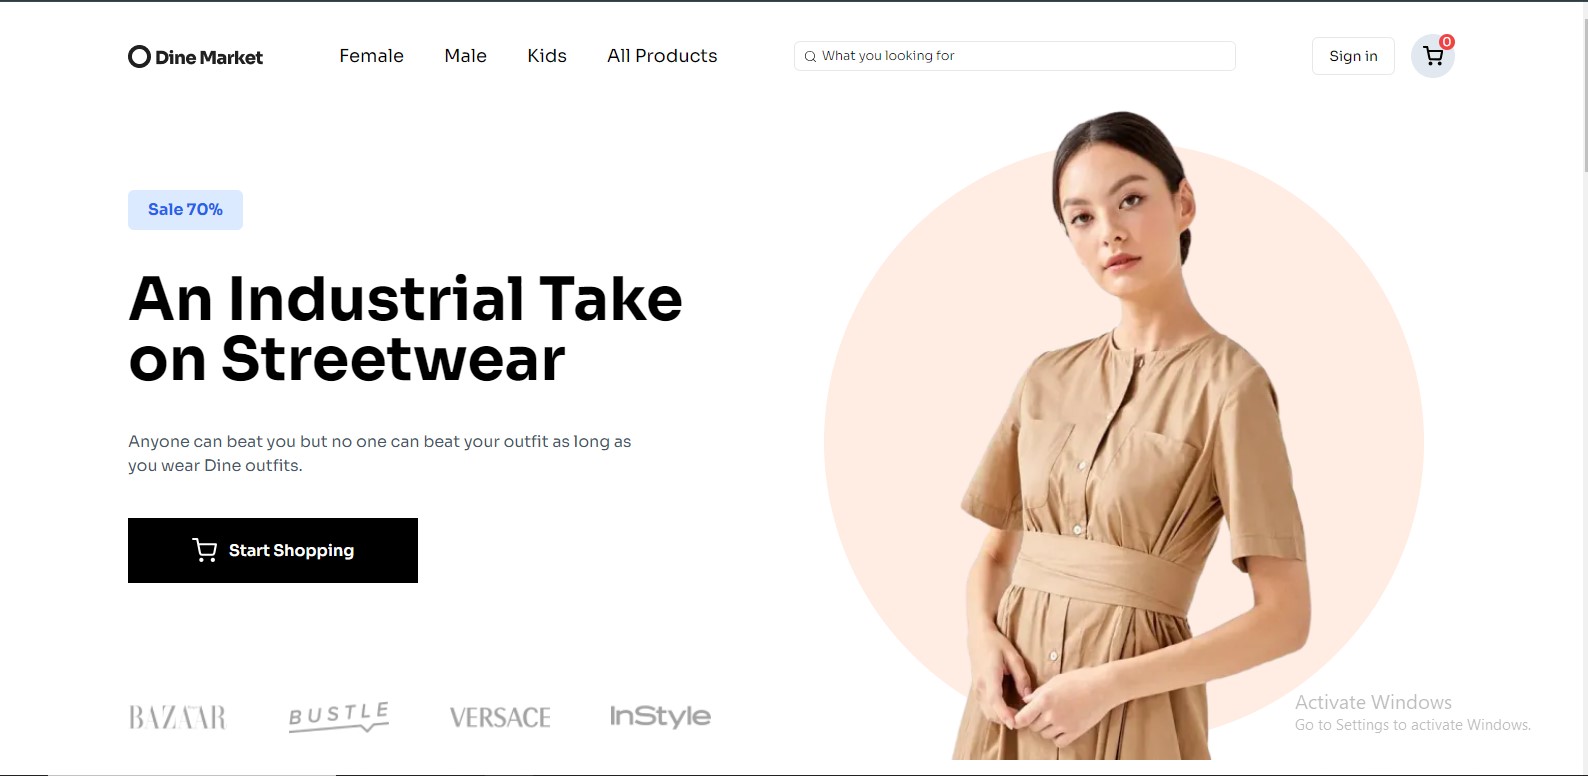 Dine Market
Female
Male
Kids
All Products
What you looking for
Sign in
0
Sale 70%
An Industrial Take
on Streetwear
Anyone can beat you but no one can beat your outfit as long as
you wear Dine outfits.
Start Shopping
BAZAAR
BUSTLE
VERSACE
InStyle
Activate Windows
Go to Settings to activate Windows.